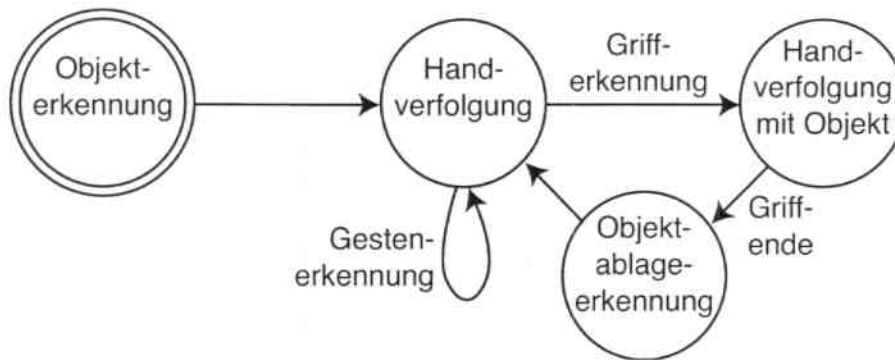 Objekt-
erkennung
Hand-
verfolgung
Griff-
erkennung
Hand-
verfolgung
mit Objekt
Gesten-
erkennung
Objekt-
ablage-
erkennung
Griff-
ende